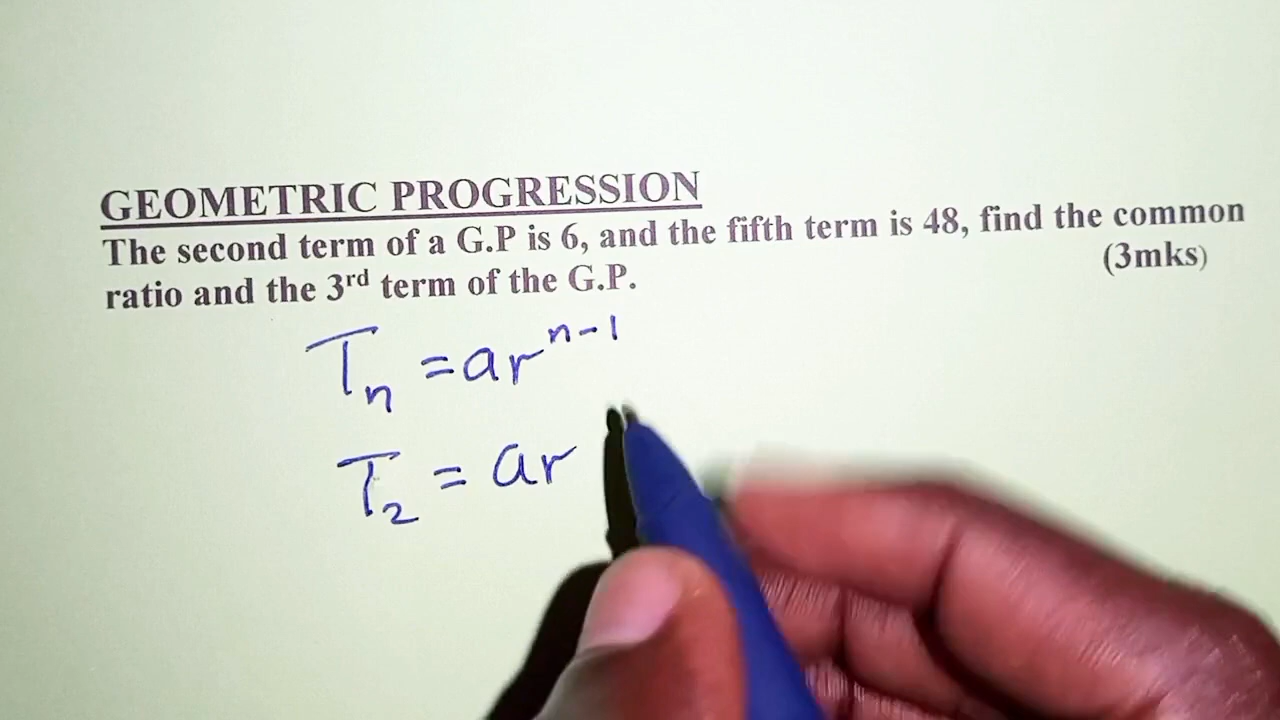 GEOMETRIC PROGRESSION
The second term of a G.P is 6, and the fifth term is 48, find the common
ratio and the 3rd term of the G.P. (3mks)
Tn = ar^n-1
T2 = ar